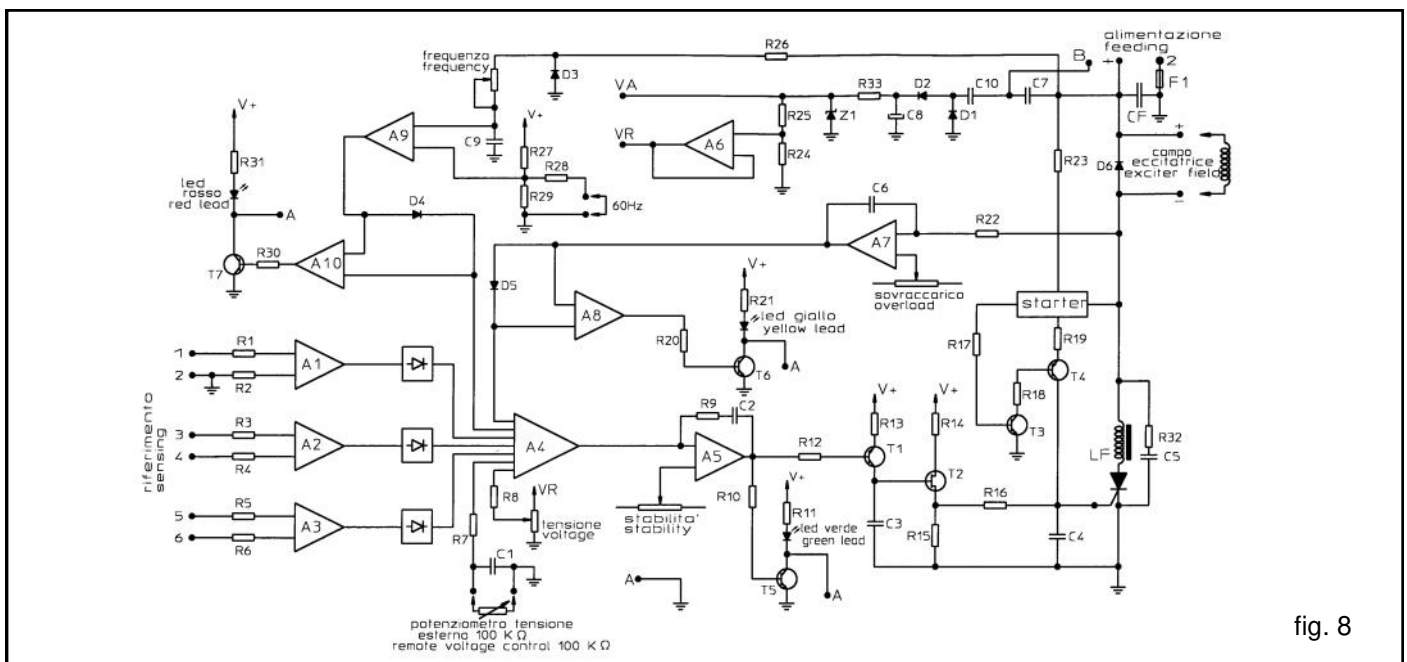 R26
alimentazione
feeding
frequenza
frequency
B
+
2
F1
D3
VA
R33
D2
C10
C7
CF
V+
R25
Z1
C8
D1
+
A9
C9
V+
VR
A6
R24
R23
D6
campo
eccitatrice
exciter field
R31
R27
R28
led
rosso
red lead
R29
60Hz
C6
-
D4
A
A7
R22
T7
R30
A10
V+
D5
sovraccarica
overload
R21
starter
A8
led giallo
yellow lead
R20
R17
R19
1
R1
A1
T6
A
T4
2
R2
R18
V+
V+
R9
C2
R13
R14
T3
R32
riferimento
sensing
3
R3
A2
A4
A5
R12
T1
LF
C5
4
R4
T2
V+
R8
VR
R10
R16
5
R5
A3
stabilita'
stability
R11
led verde
green lead
C3
R15
C4
6
R6
R7
tensione
voltage
C1
A
T5
A
potenziometro tensione
esterno 100 K Ω
remote voltage control 100 K Ω
fig. 8